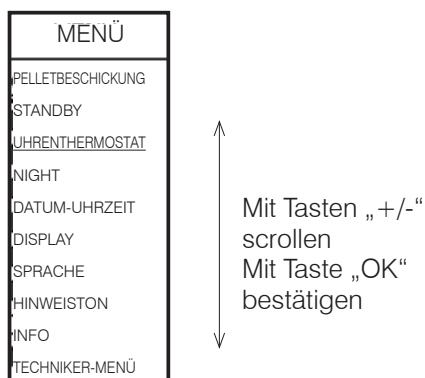 MENÜ
PELLETBESCHICKUNG
STANDBY
UHRENTHERMOSTAT
NIGHT
DATUM-UHRZEIT
DISPLAY
SPRACHE
HINWEISTON
INFO
TECHNIKER-MENÜ
Mit Tasten „+/-“
scrollen
Mit Taste „OK“
bestätigen